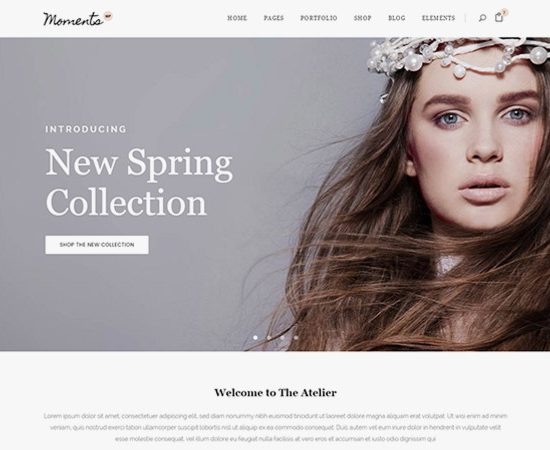 Moments
HOME PAGES PORTFOLIO SHOP BLOG ELEMENTS
INTRODUCING
New Spring
Collection
SHOP THE NEW COLLECTION
Welcome to The Atelier
Lorem ipsum dolor sit amet, consectetuer adipiscing elit, sed diam nonummy nibh euismod tincidunt ut laoreet dolore magna aliquam erat volutpat. Ut wisi enim ad minim
veniam, quis nostrud exerci tation ullamcorper suscipit lobortis nisl ut aliquip ex ea commodo consequat. Duis autem vel eum iriure dolor in hendrerit in vulputate velit esse
molestie consequat, vel illum dolore eu feugiat nulla facilisis at vero eros et accumsan et iusto odio dignissim qui